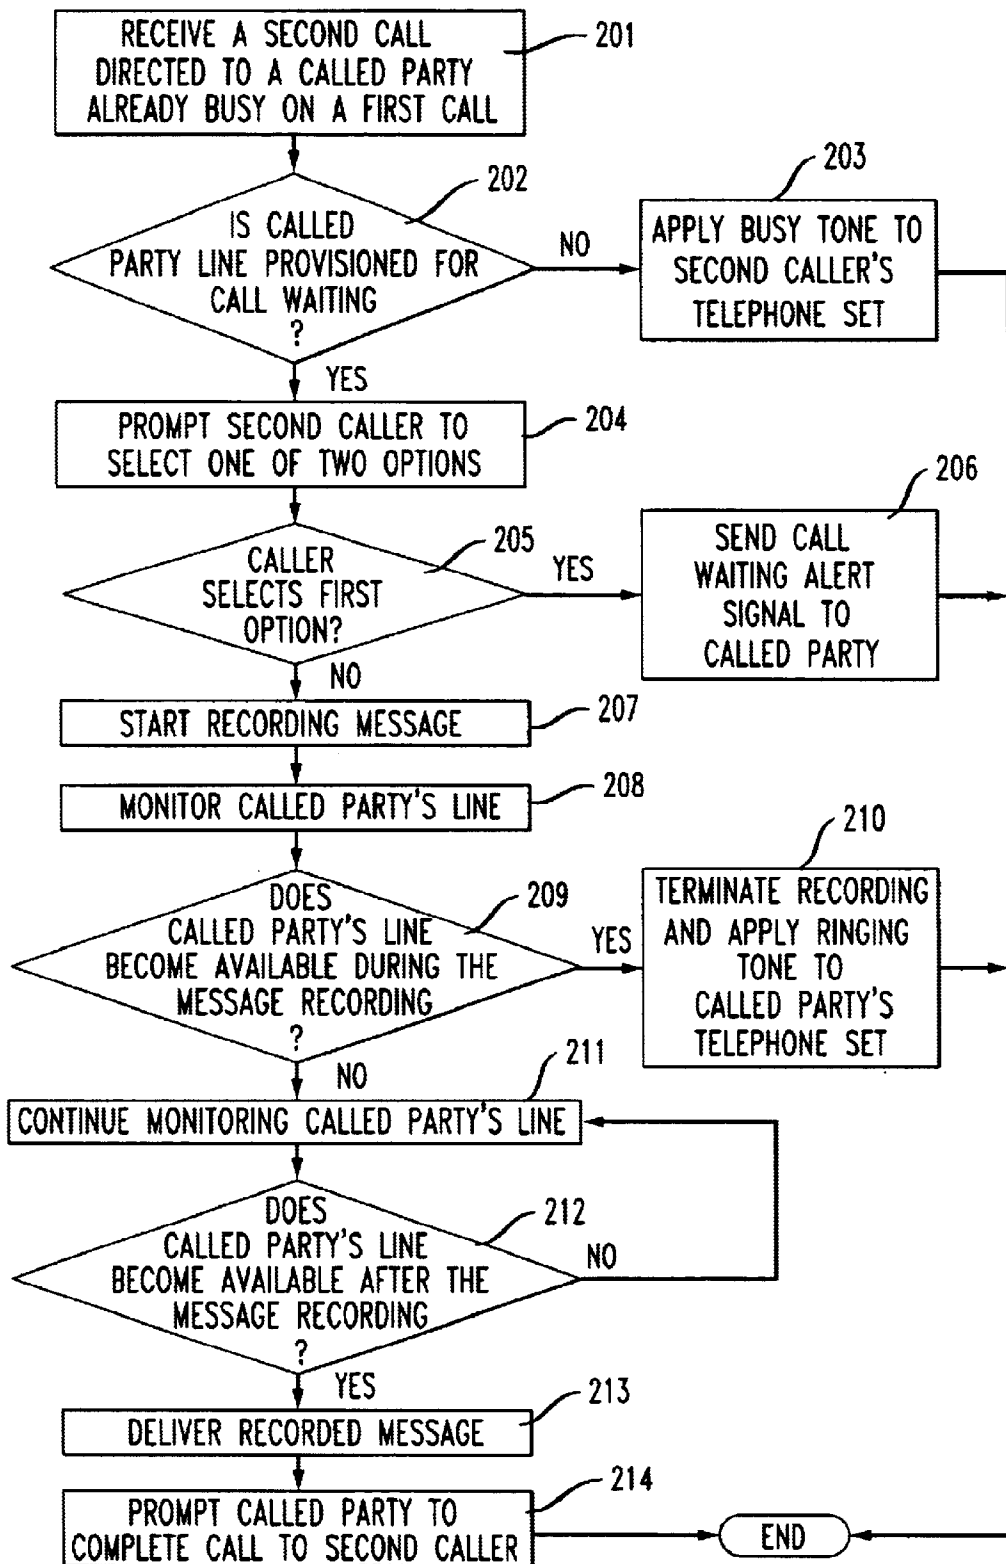 RECEIVE A SECOND CALL
DIRECTED TO A CALLED PARTY
ALREADY BUSY ON A FIRST CALL
201
202
IS CALLED
PARTY LINE PROVISIONED FOR
CALL WAITING
?
NO
203
APPLY BUSY TONE TO
SECOND CALLER'S
TELEPHONE SET
YES
PROMPT SECOND CALLER TO
SELECT ONE OF TWO OPTIONS
204
205
CALLER
SELECTS FIRST
OPTION?
YES
206
SEND CALL
WAITING ALERT
SIGNAL TO
CALLED PARTY
NO
START RECORDING MESSAGE
207
MONITOR CALLED PARTY'S LINE
208
DOES
CALLED PARTY'S LINE
BECOME AVAILABLE DURING THE
MESSAGE RECORDING
?
209
YES
210
TERMINATE RECORDING
AND APPLY RINGING
TONE TO
CALLED PARTY'S
TELEPHONE SET
NO
211
CONTINUE MONITORING CALLED PARTY'S LINE
DOES
CALLED PARTY'S LINE
BECOME AVAILABLE AFTER THE
MESSAGE RECORDING
?
212
NO
YES
213
DELIVER RECORDED MESSAGE
214
PROMPT CALLED PARTY TO
COMPLETE CALL TO SECOND CALLER
END